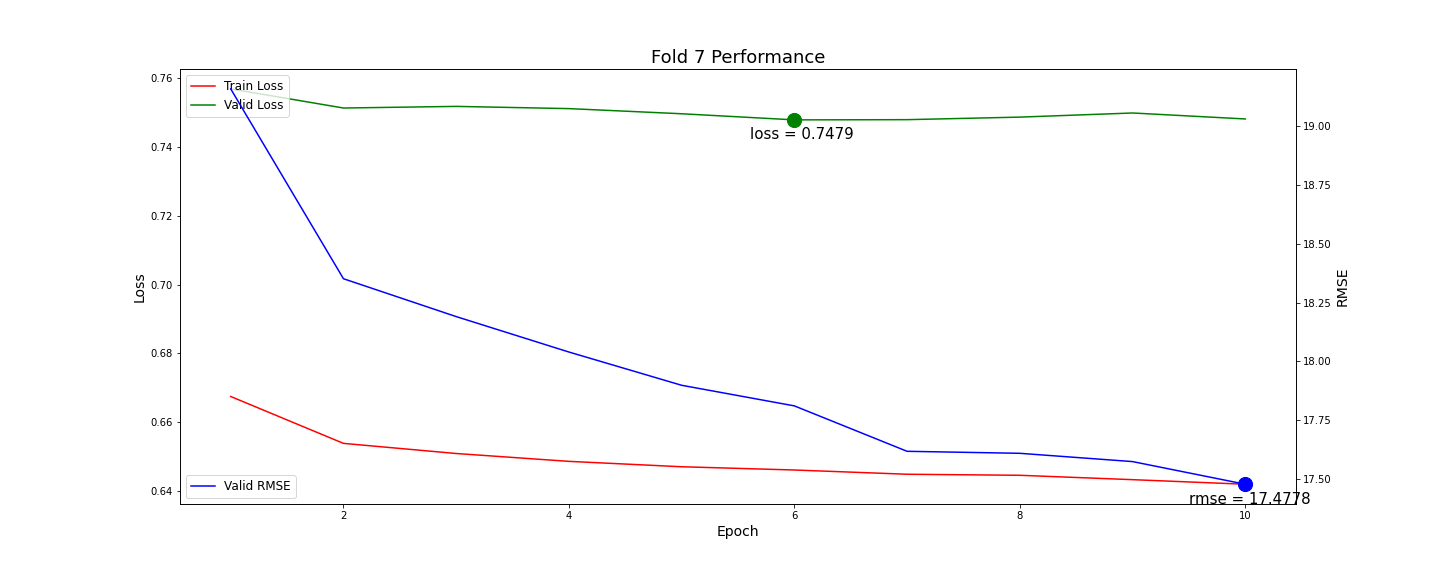 Fold 7 Performance
0.76
Train Loss
Valid Loss
19.00
loss = 0.7479
0.74
18.75
0.72
18.50
Loss
0.70
RMSE
18.25
0.68
18.00
0.66
17.75
Valid RMSE
0.64
17.50
rmse = 17.4778
2
4
6
8
10
Epoch